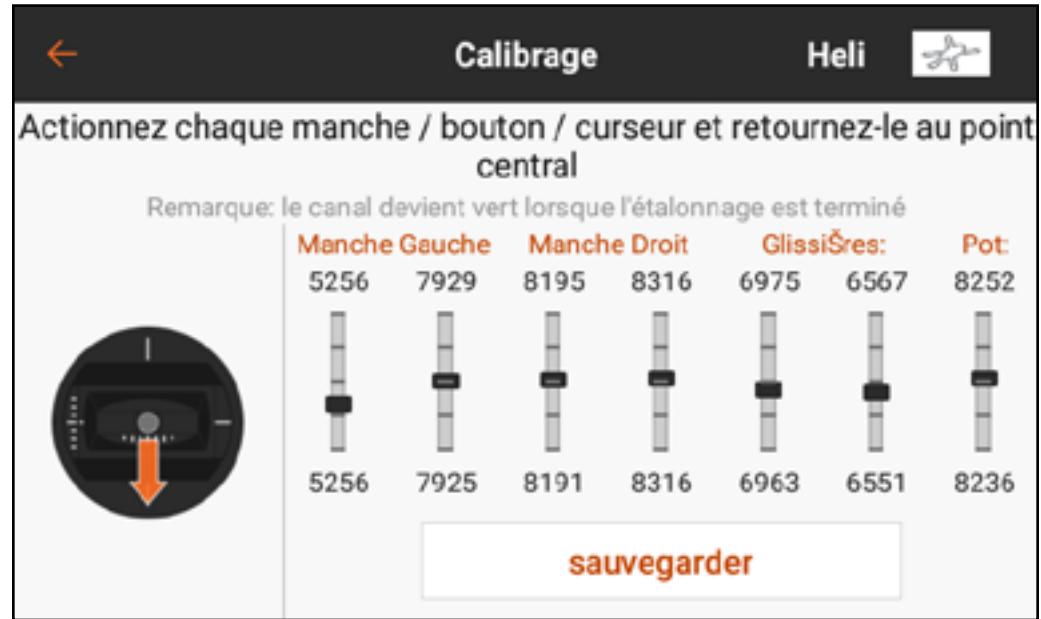 Calibrage Heli
Actionnez chaque manche / bouton / curseur et retournez-le au point
central
Remarque: le canal devient vert lorsque l'étalonnage est terminé
Manche Gauche Manche Droit GlissiŠres: Pot:
5256 7929 8195 8316 6975 6567 8252
5256 7925 8191 8316 6963 6551 8236
sauvegarder